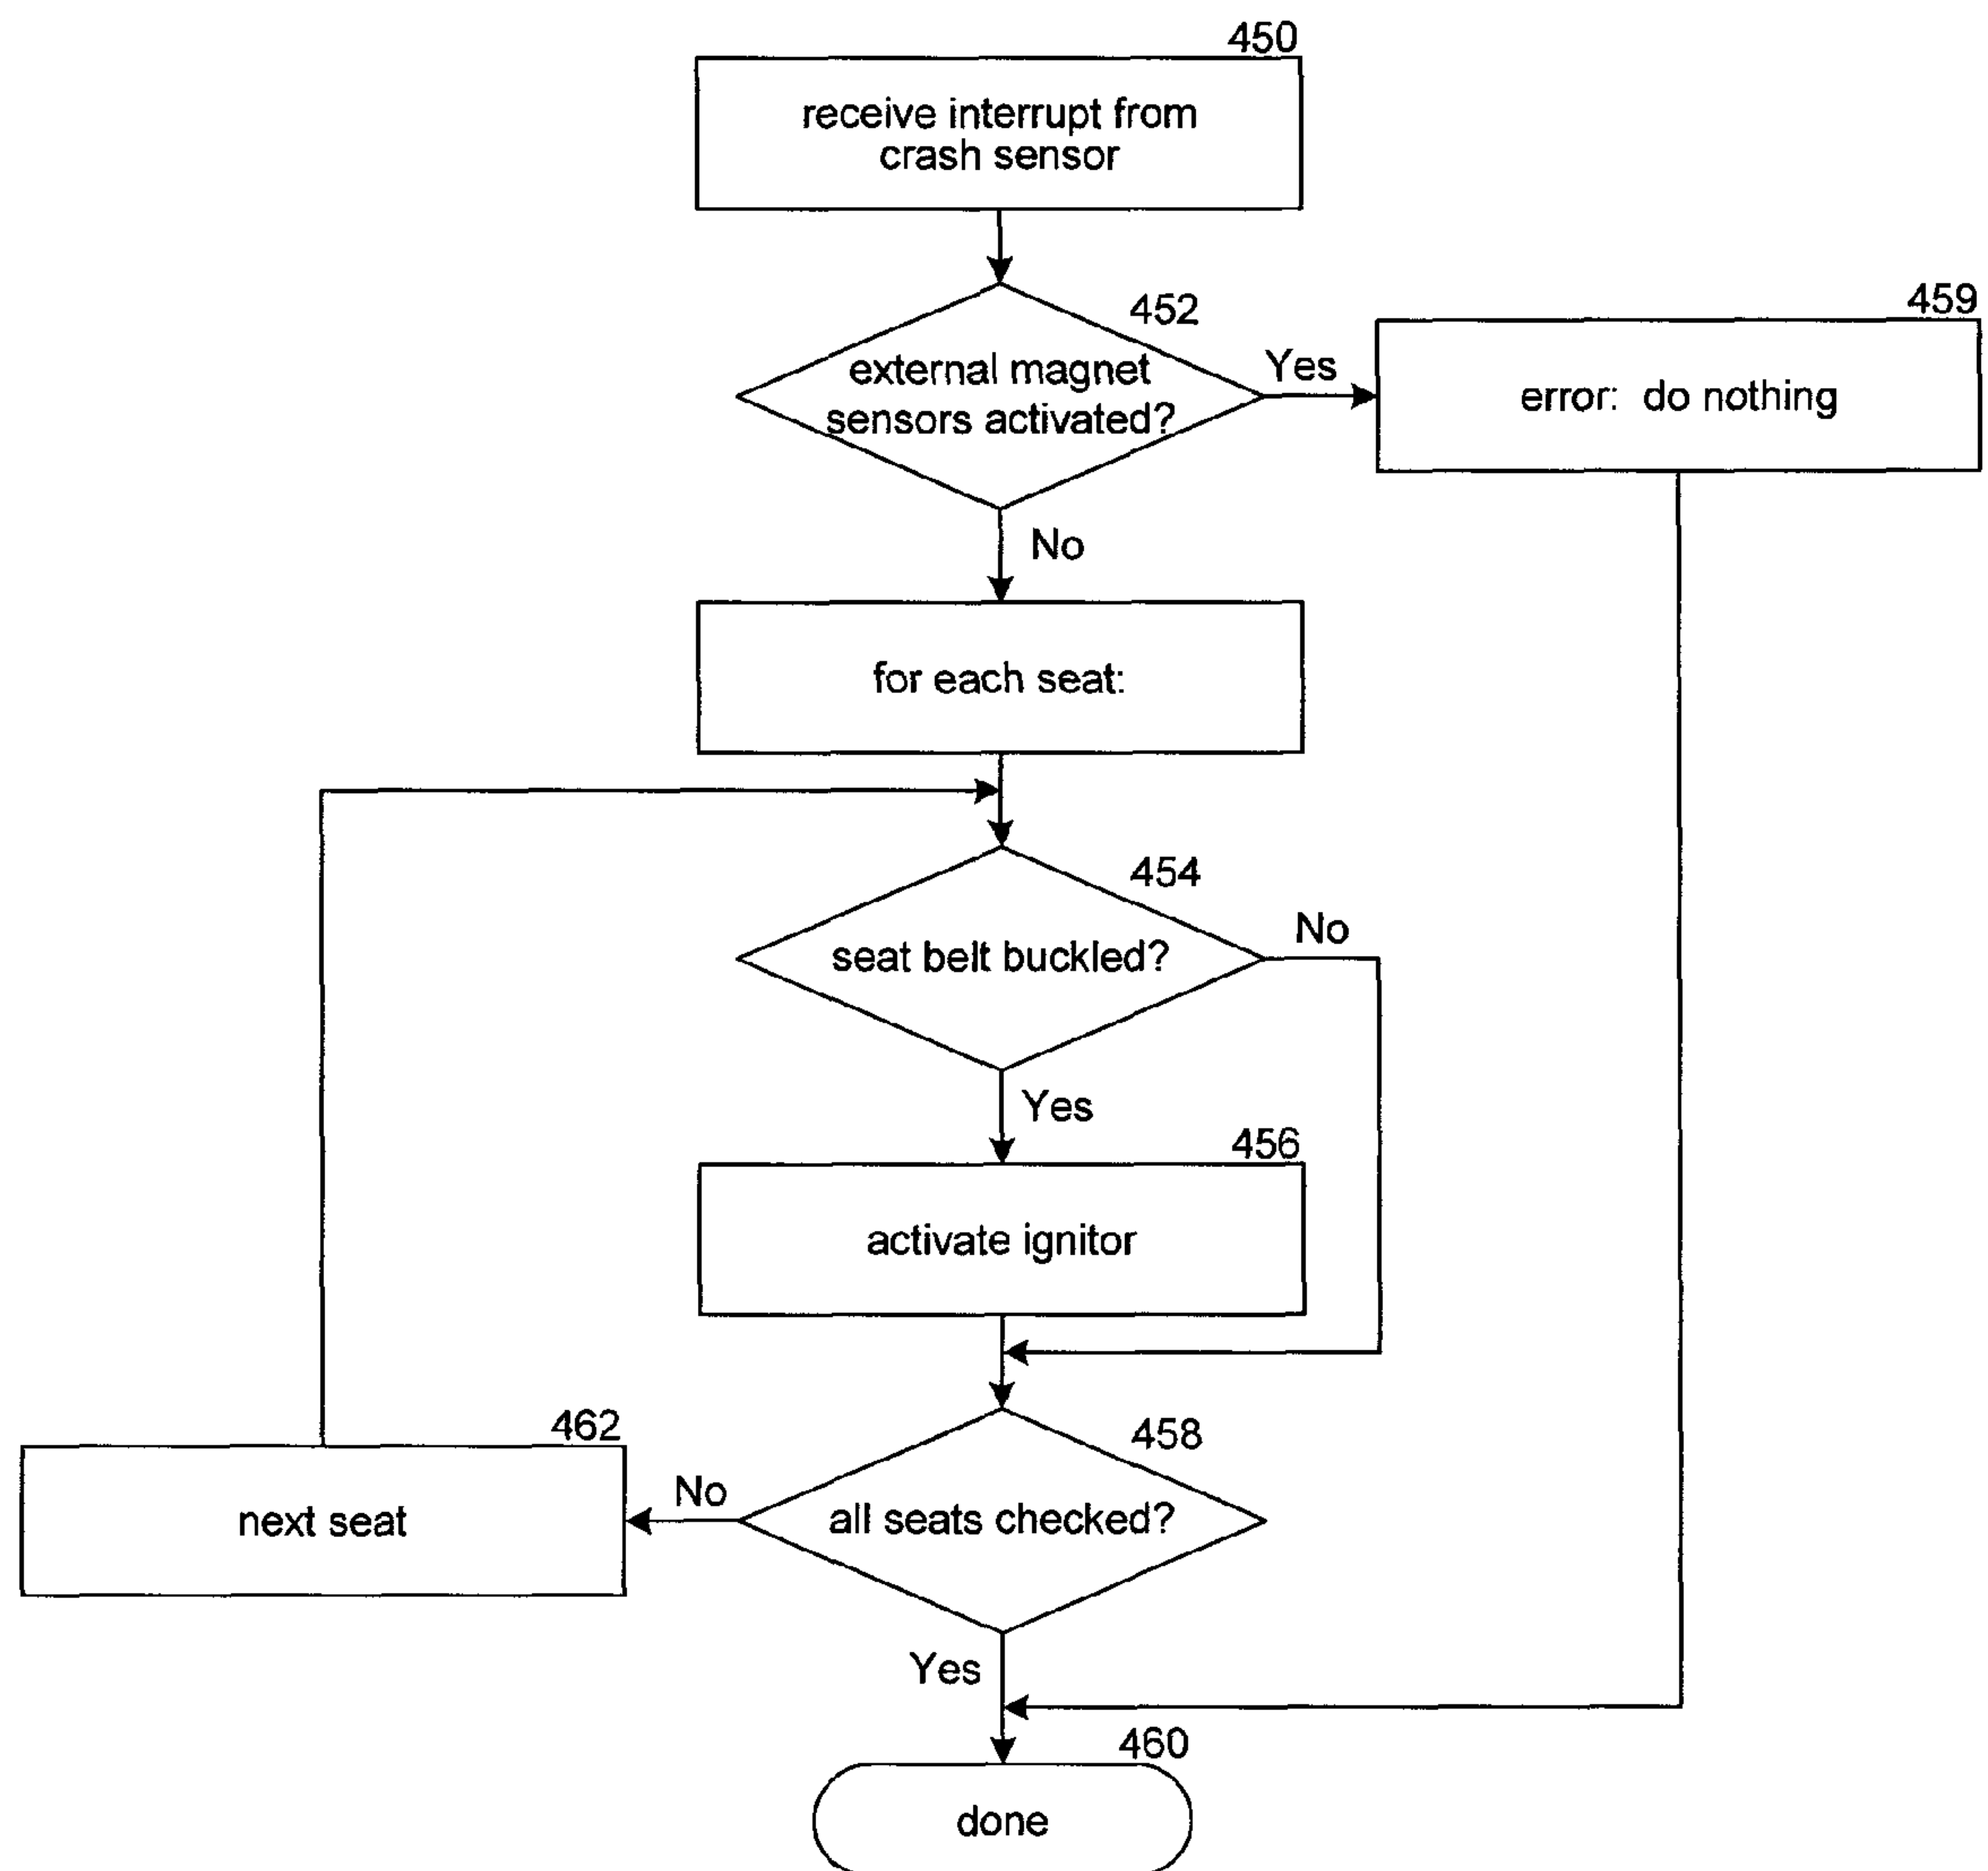 450
receive interrupt from
crash sensor
452
external magnet
sensors activated?
Yes
459
error: do nothing
No
for each seat:
454
seat belt buckled?
No
Yes
456
activate ignitor
462
next seat
No
458
all seats checked?
Yes
460
done